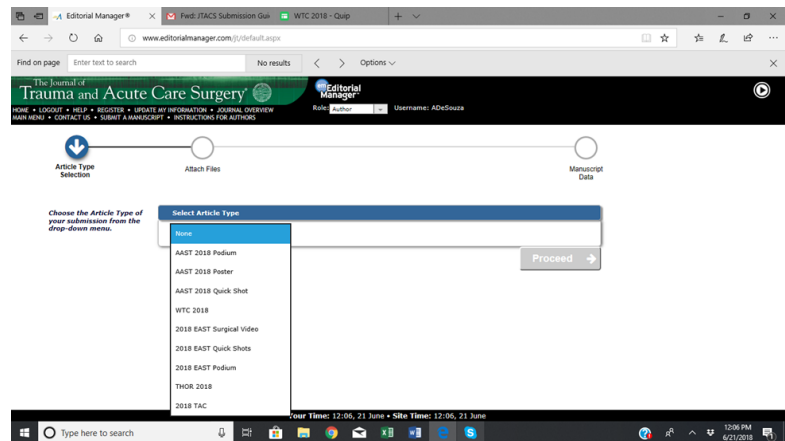 Editorial Manager®
Fwd: JTACS Submission Gui
WTC 2018 - Quip
www.editorialmanager.com/jt/default.aspx
Find on page
Enter text to search
No results
Options
The Journal of
Trauma and Acute Care Surgery®
em Editorial
Manager
HOME • LOGOUT • HELP • REGISTER • UPDATE MY INFORMATION • JOURNAL OVERVIEW
MAIN MENU • CONTACT US • SUBMIT A MANUSCRIPT • INSTRUCTIONS FOR AUTHORS
Role: Author
Username: ADeSouza
Article Type
Selection
Attach Files
Manuscript
Data
Choose the Article Type of
your submission from the
drop-down menu.
Select Article Type
None
AAST 2018 Podium
AAST 2018 Poster
AAST 2018 Quick Shot
WTC 2018
2018 EAST Surgical Video
2018 EAST Quick Shots
2018 EAST Podium
THOR 2018
2018 TAC
Proceed
Your Time: 12:06, 21 June • Site Time: 12:06, 21 June
Type here to search
12:06 PM
6/21/2018